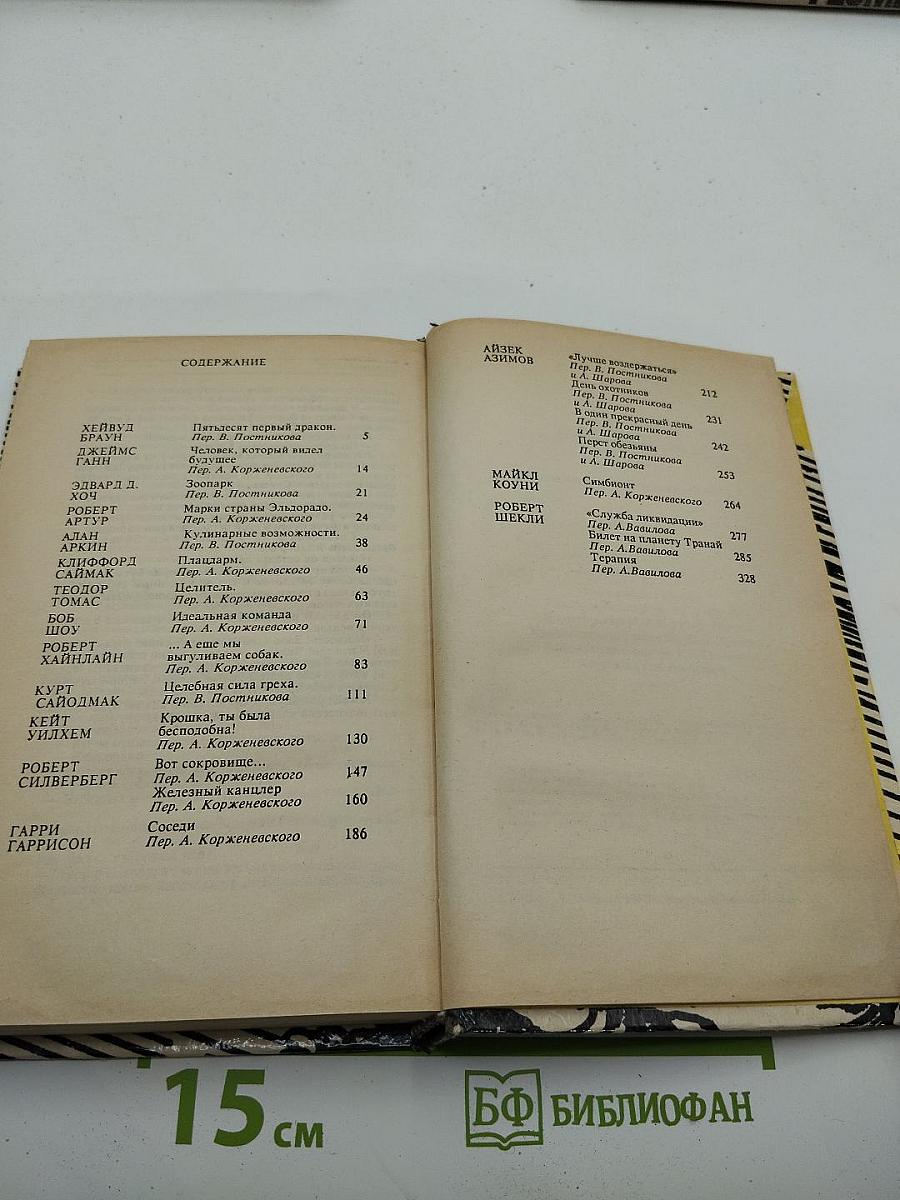 СОДЕРЖАНИЕ
ХЕЙВУД Пятьдесят первый дракон.
БРАУН Пер. В. Постникова 5
ДЖЕЙМС Человек, который видел
ГАНН будущее
Пер. А. Корженевского 14
ЭДВАРД Д. Зоопарк
ХОЧ Пер. В. Постникова 21
РОБЕРТ Марки страны Эльдорадо.
АРТУР Пер. А. Корженевского 24
АЛАН Кулинарные возможности.
АРКИН Пер. В. Постникова 38
КЛИФФОРД Плацдарм.
САЙМАК Пер. А. Корженевского 46
ТЕОДОР Целитель.
ТОМАС Пер. А. Корженевского 63
БОБ Идеальная команда
ШОУ Пер. А. Корженевского 71
РОБЕРТ ... А еще мы
ХАЙНЛАЙН выгуливаем собак.
Пер. А. Корженевского 83
КУРТ Целебная сила греха.
САЙОДМАК Пер. В. Постникова 111
КЕЙТ Крошка, ты была
УИЛХЕМ бесподобна!
Пер. А. Корженевского 130
РОБЕРТ Вот сокровище...
СИЛВЕРБЕРГ Пер. А. Корженевского 147
Железный канцлер
Пер. А. Корженевского 160
ГАРРИ Соседи
ГАРРИСОН Пер. А. Корженевского 186
АЙЗЕК «Лучше воздержаться»
АЗИМОВ Пер. В. Постникова
и А. Шарова 212
День охотников
Пер. В. Постникова
и А. Шарова 231
В один прекрасный день
Пер. В. Постникова
и А. Шарова 242
Перст обезьяны
Пер. В. Постникова
и А. Шарова 253
МАЙКЛ Симбионт
КОУНИ Пер. А. Корженевского 264
РОБЕРТ «Служба ликвидации»
ШЕКЛИ Пер. А.Вавилова 277
Билет на планету Транай
Пер. А.Вавилова 285
Терапия
Пер. А.Вавилова 328
15 см
БФ БИБЛИОФАН